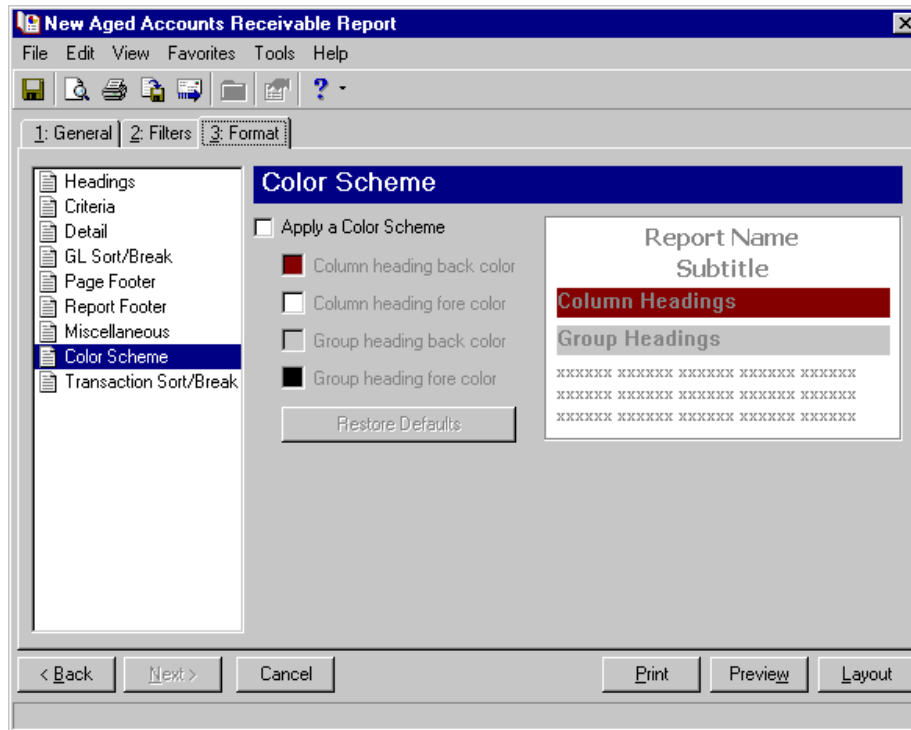 New Aged Accounts Receivable Report
File Edit View Favorites Tools Help
?
1: General 2: Filters 3: Format
Headings
Criteria
Detail
GL Sort/Break
Page Footer
Report Footer
Miscellaneous
Color Scheme
Transaction Sort/Break
Color Scheme
Apply a Color Scheme
Column heading back color
Column heading fore color
Group heading back color
Group heading fore color
Restore Defaults
Report Name
Subtitle
Column Headings
Group Headings
xxxxxx xxxxxx xxxxxx xxxxxx xxxxxx
xxxxxx xxxxxx xxxxxx xxxxxx xxxxxx
xxxxxx xxxxxx xxxxxx xxxxxx xxxxxx
< Back Next > Cancel Print Preview Layout